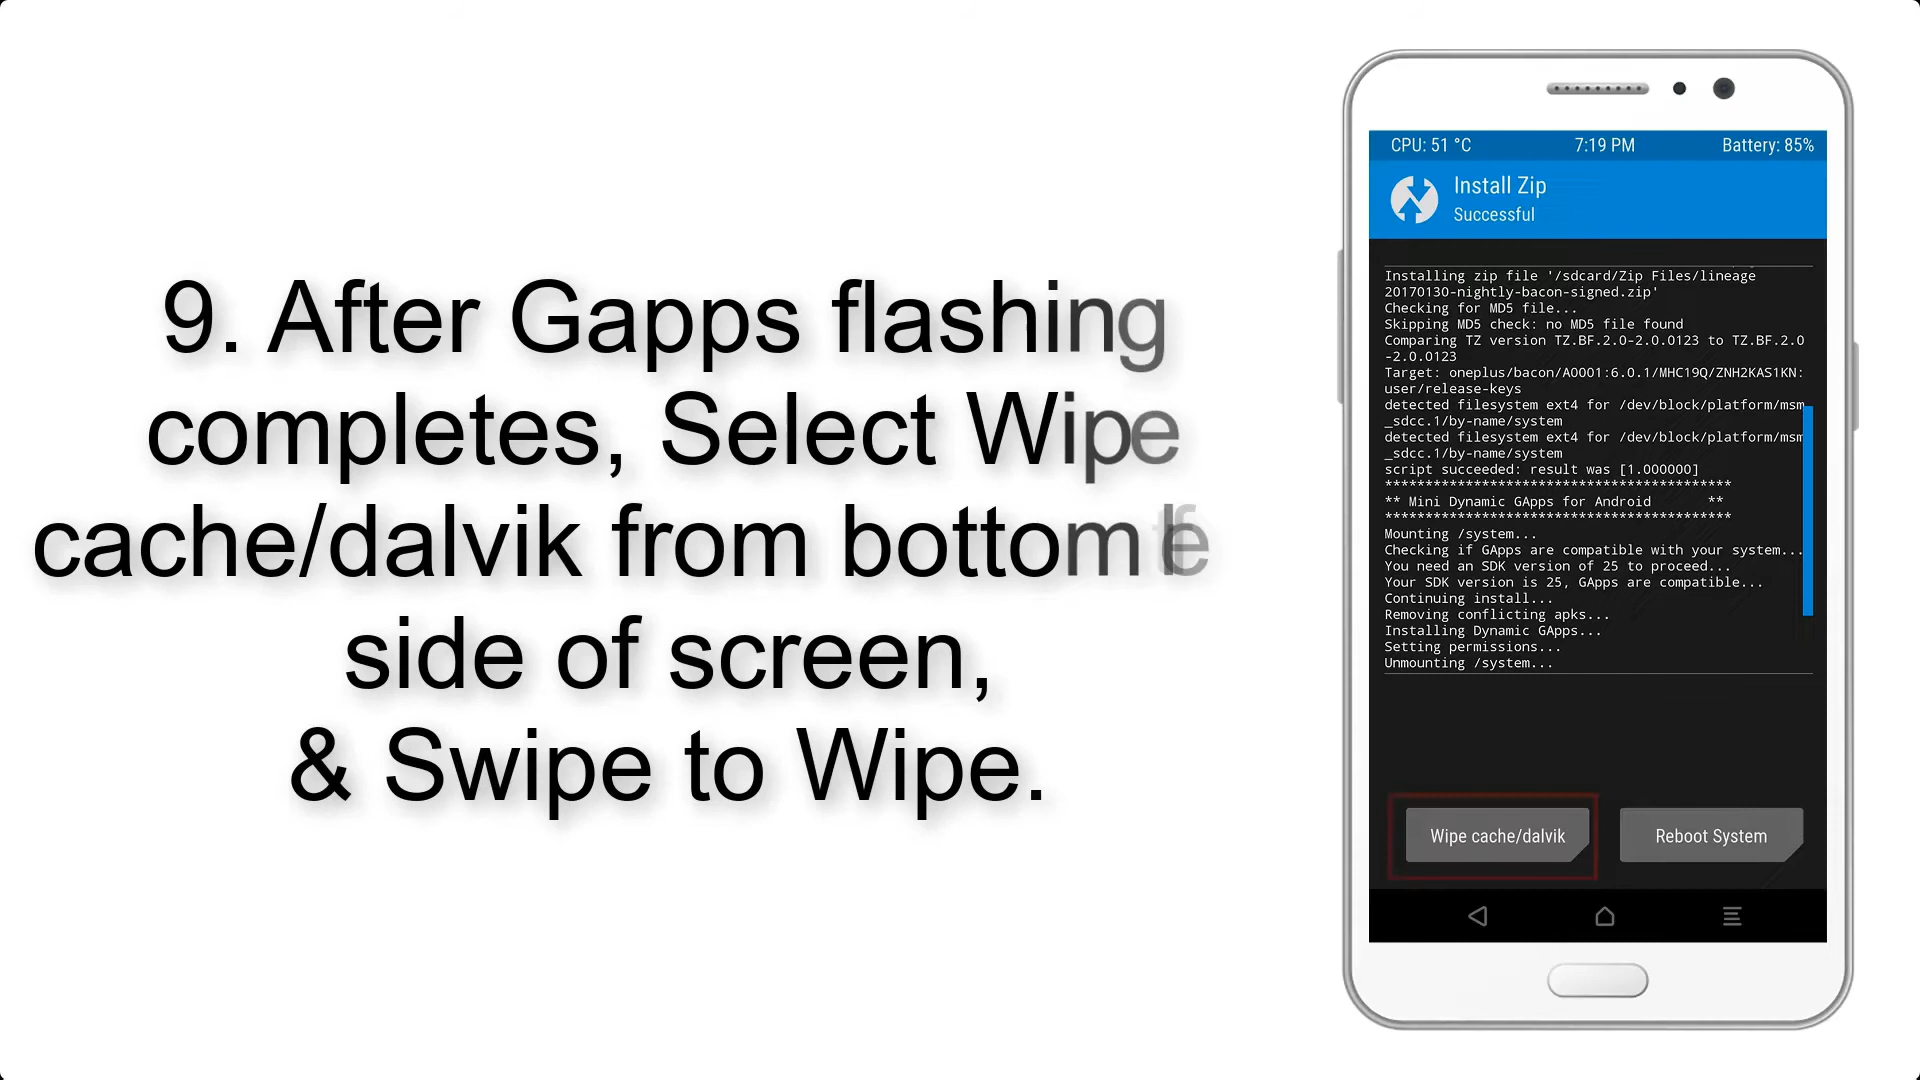 9. After Gapps flashing
completes, Select Wipe
cache/dalvik from bottom
side of screen,
& Swipe to Wipe.
CPU: 51 °C 7:19 PM Battery: 85%
Install Zip
Successful
Installing zip file '/sdcard/Zip Files/lineage
20170130-nightly-bacon-signed.zip'
Checking for MD5 file...
Skipping MD5 check: no MD5 file found
Comparing TZ version TZ.BF.2.0-2.0.0123 to TZ.BF.2.0
-2.0.0123
Target: oneplus/bacon/A0001:6.0.1/MHC19Q/ZNH2KAS1KN:
user/release-keys
detected filesystem ext4 for /dev/block/platform/msm
_sdcc.1/by-name/system
detected filesystem ext4 for /dev/block/platform/msm
_sdcc.1/by-name/system
script succeeded: result was [1.000000]
*******************************************
** Mini Dynamic GApps for Android **
*******************************************
Mounting /system...
Checking if GApps are compatible with your system...
You need an SDK version of 25 to proceed...
Your SDK version is 25, GApps are compatible...
Continuing install...
Removing conflicting apks...
Installing Dynamic GApps...
Setting permissions...
Unmounting /system...
Wipe cache/dalvik Reboot System